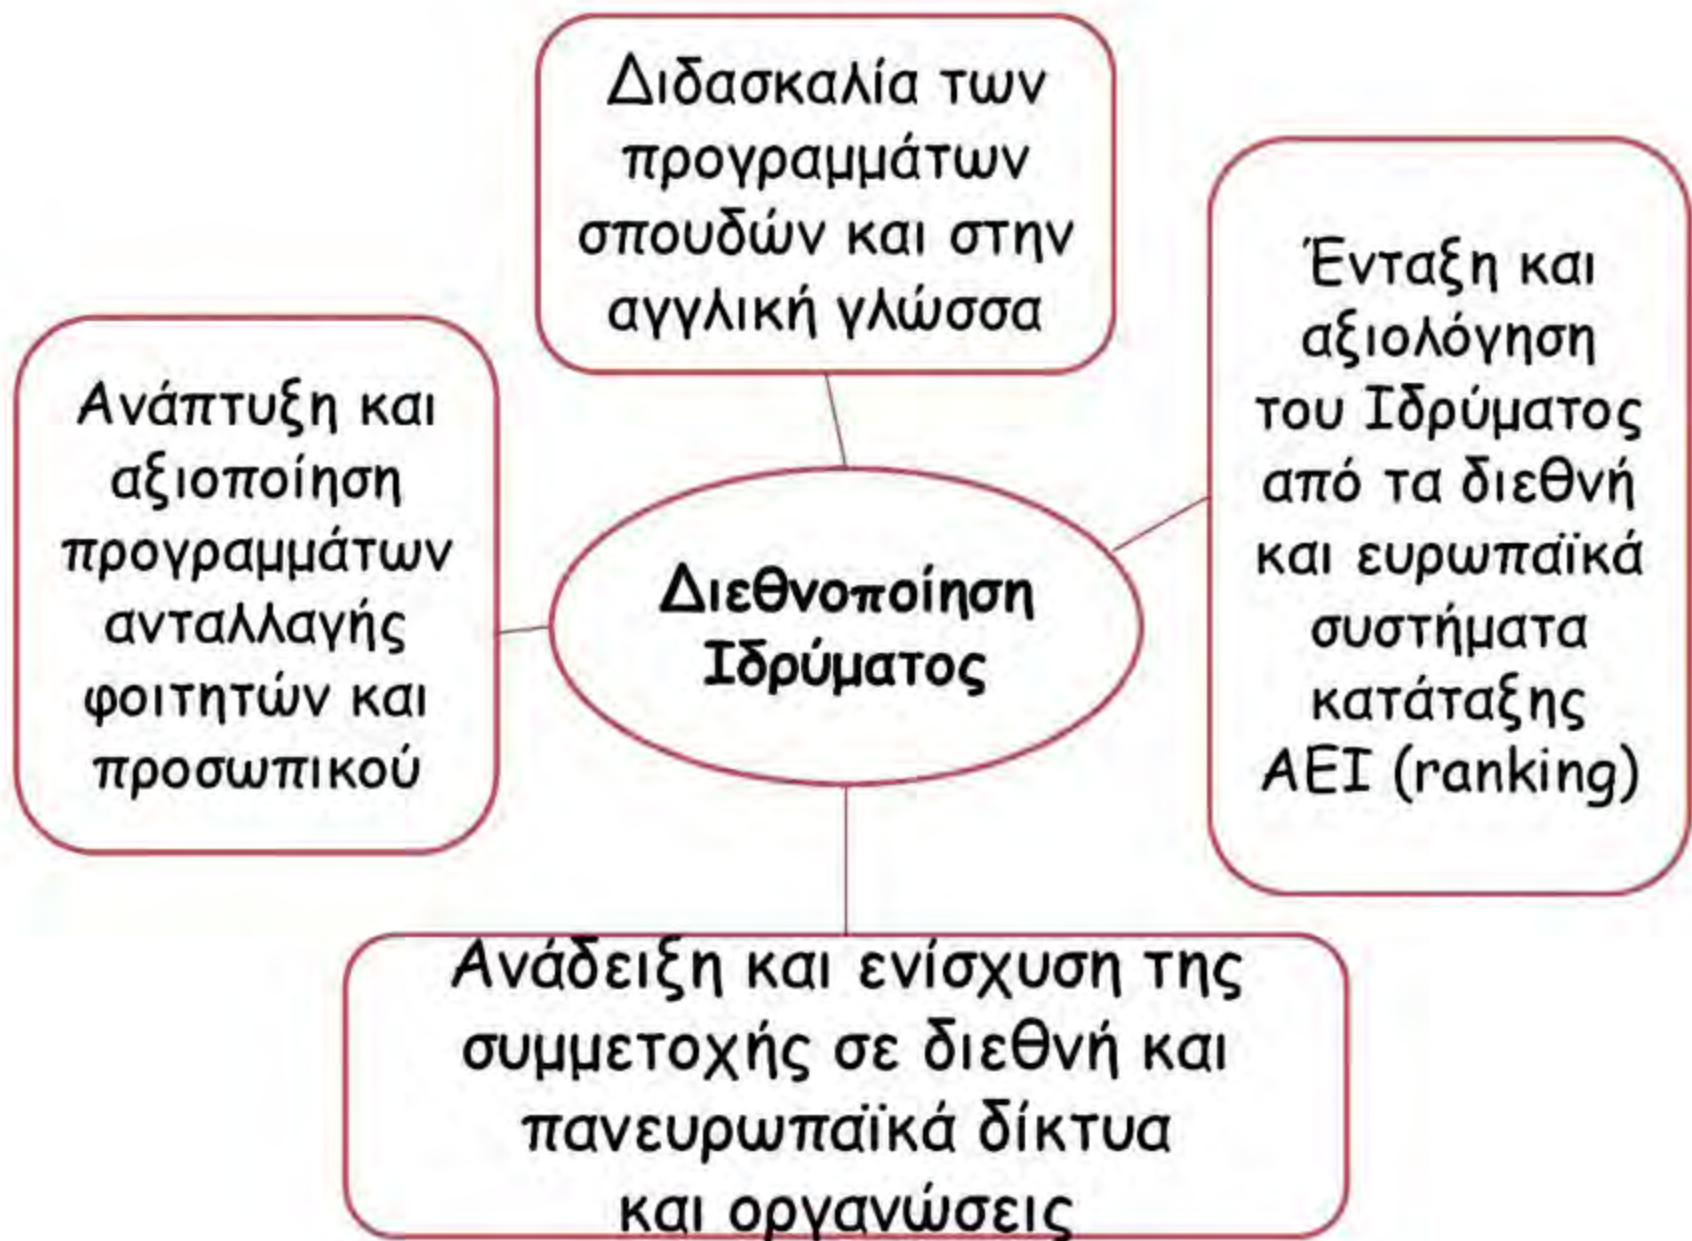 Διδασκαλία των
προγραμμάτων
σπουδών και στην
αγγλική γλώσσα
Ένταξη και
αξιολόγηση
του Ιδρύματος
από τα διεθνή
και ευρωπαϊκά
συστήματα
κατάταξης
ΑΕΙ (ranking)
Ανάπτυξη και
αξιοποίηση
προγραμμάτων
ανταλλαγής
φοιτητών και
προσωπικού
Διεθνοποίηση
Ιδρύματος
Ανάδειξη και ενίσχυση της
συμμετοχής σε διεθνή και
πανευρωπαϊκά δίκτυα
και οργανώσεις